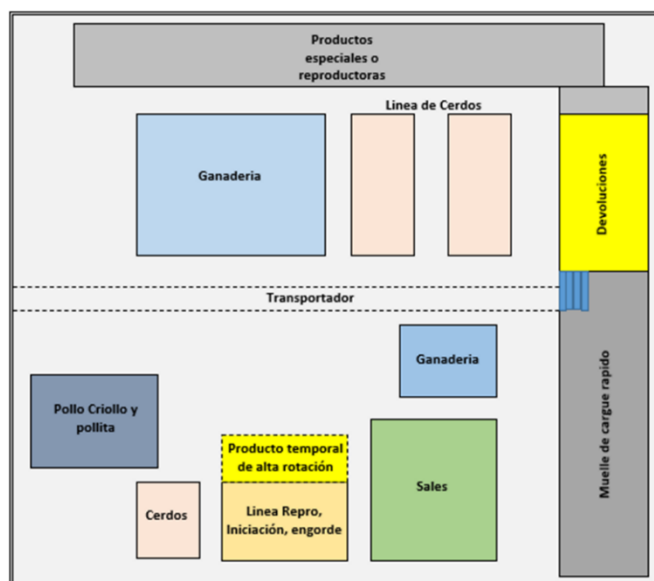 Productos
especiales o
reproductoras
Linea de Cerdos
Ganaderia
Devoluciones
Transportador
Ganaderia
Muelle de cargue rapido
Pollo Criollo y
pollita
Producto temporal
de alta rotación
Sales
Cerdos
Linea Repro,
Iniciación, engorde